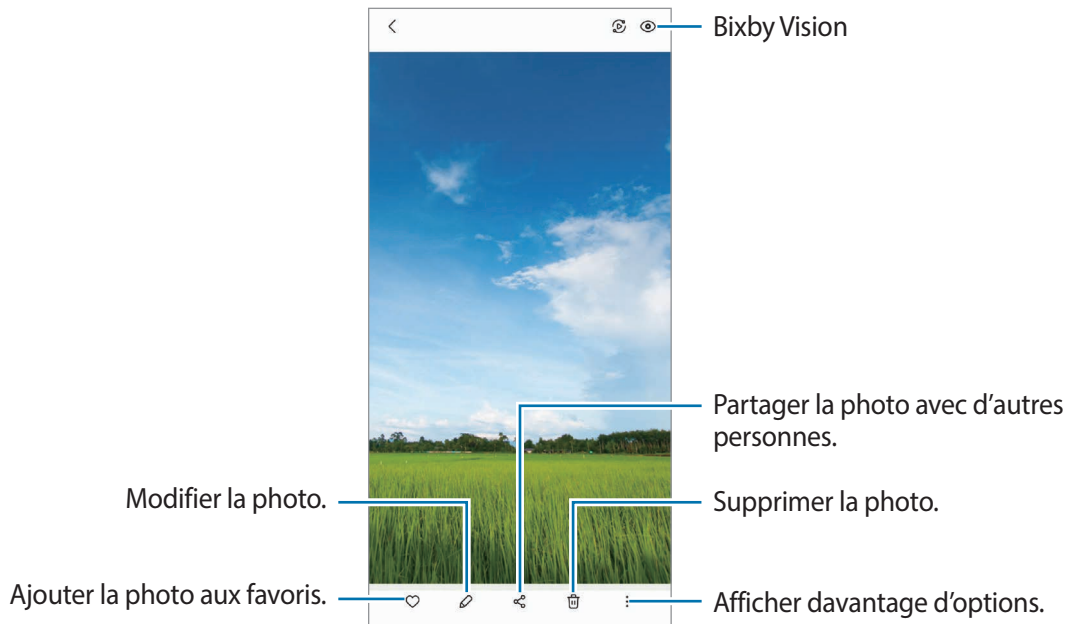 Bixby Vision
Partager la photo avec d’autres
personnes.
Modifier la photo.
Supprimer la photo.
Ajouter la photo aux favoris.
Afficher davantage d’options.